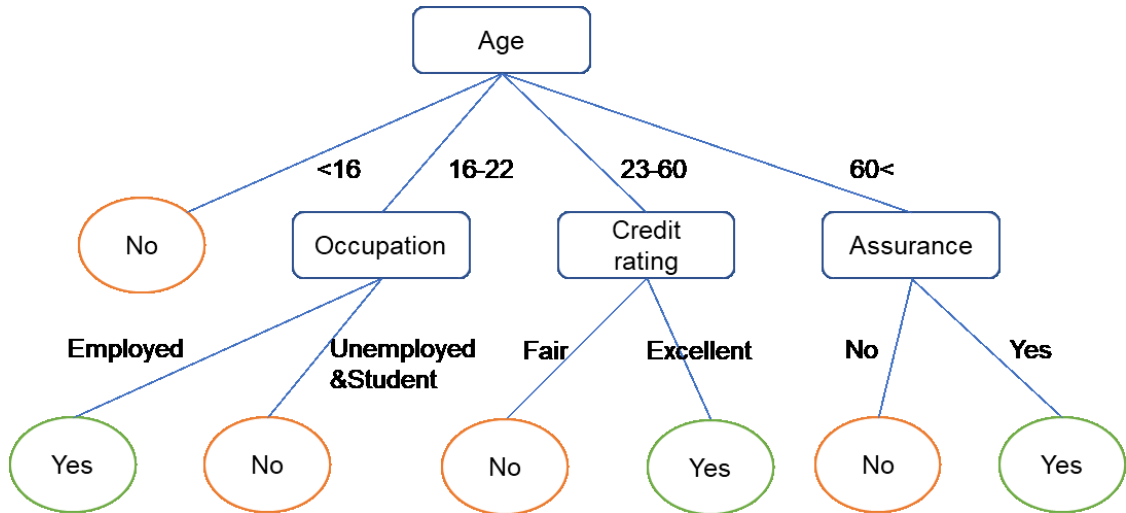 Age
<16
16-22
23-60
60<
No
Occupation
Credit
rating
Assurance
Employed
Unemployed
&Student
Fair
Excellent
No
Yes
Yes
No
No
Yes
No
Yes